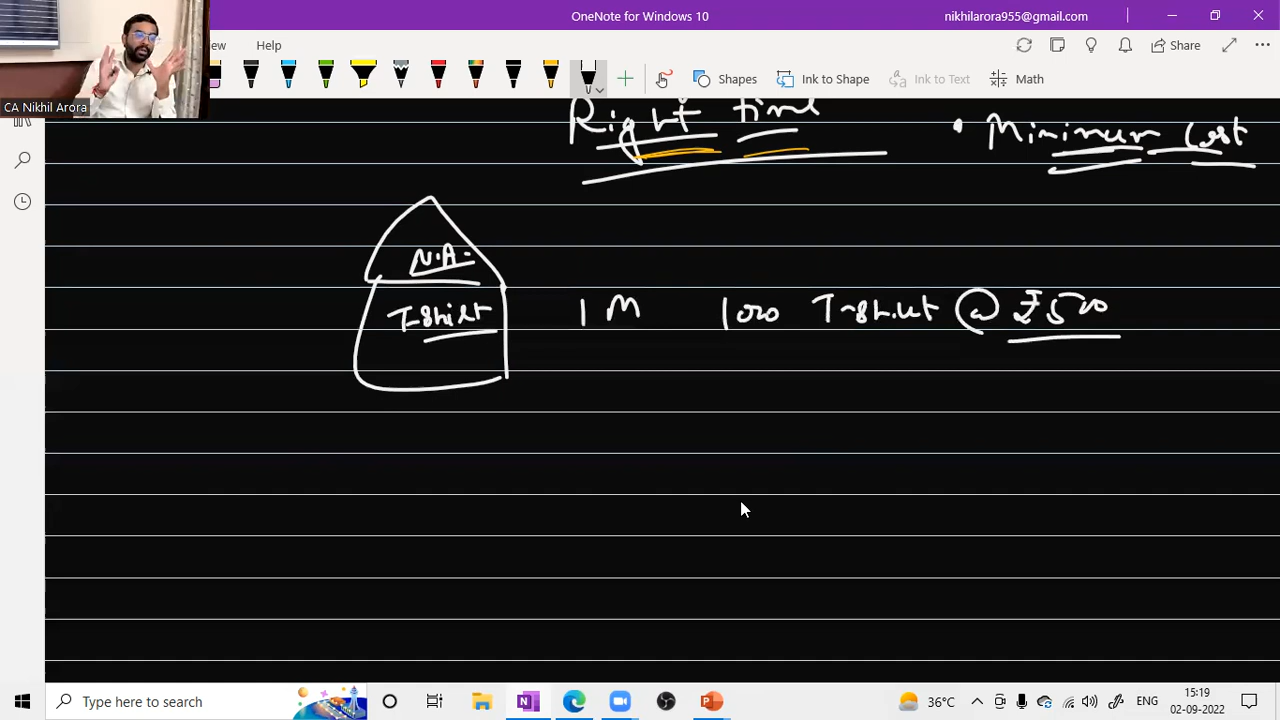 OneNote for Windows 10
nikhilarora955@gmail.com
View Help
Share
Shapes
Ink to Shape
Ink to Text
Math
CA Nikhil Arora
Right time
• Minimum Cost
N.A.
T-shirt
1 M 1000 T-shirt @ ₹500
Type here to search
36°C
ENG
15:19
02-09-2022